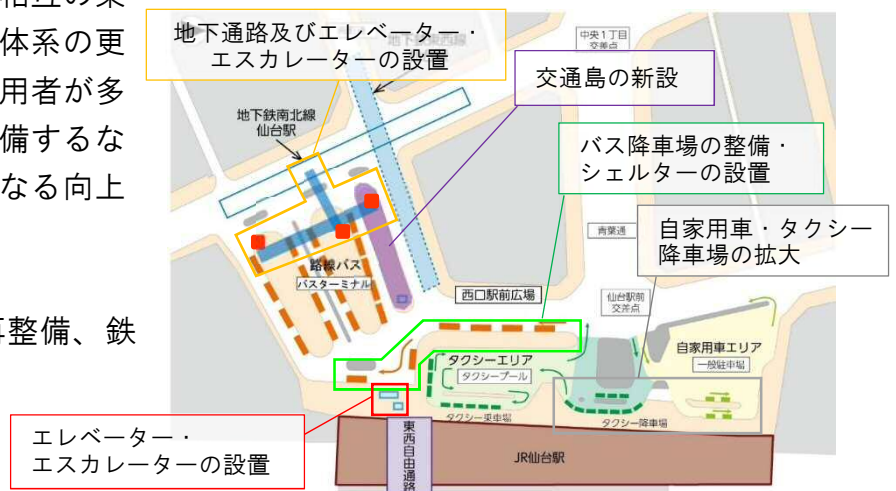 相互の乗
体系の更
用者が多
備するな
なる向上
再整備、鉄
地下通路及びエレベーター・
エスカレーターの設置
中央1丁目
交差点
交通島の新設
地下鉄南北線
仙台駅
バス降車場の整備・
シェルターの設置
青葉通
自家用車・タクシー
降車場の拡大
路線バス
バスターミナル
西口駅前広場
仙台駅前
交差点
タクシーエリア
タクシープール
自家用車エリア
一般駐車場
タクシー乗車場
タクシー降車場
エレベーター・
エスカレーターの設置
東西自由通路
JR仙台駅